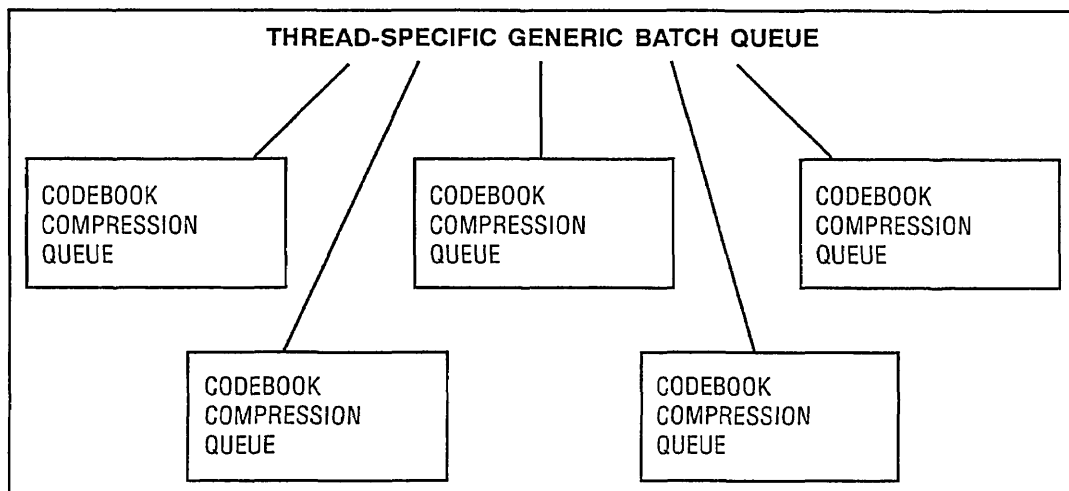 THREAD-SPECIFIC GENERIC BATCH QUEUE
CODEBOOK
COMPRESSION
QUEUE
CODEBOOK
COMPRESSION
QUEUE
CODEBOOK
COMPRESSION
QUEUE
CODEBOOK
COMPRESSION
QUEUE
CODEBOOK
COMPRESSION
QUEUE